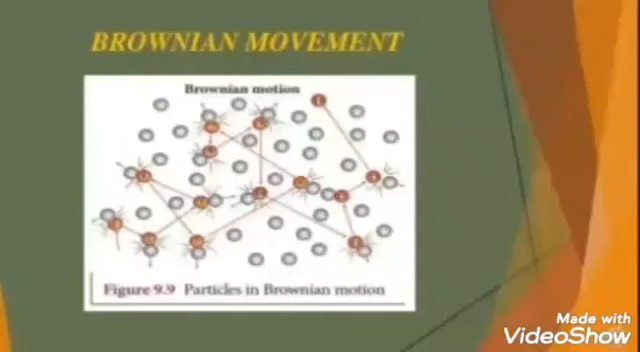 BROWNIAN MOVEMENT
Brownian motion
Figure 9.9 Particles in Brownian motion
Made with
VideoShow